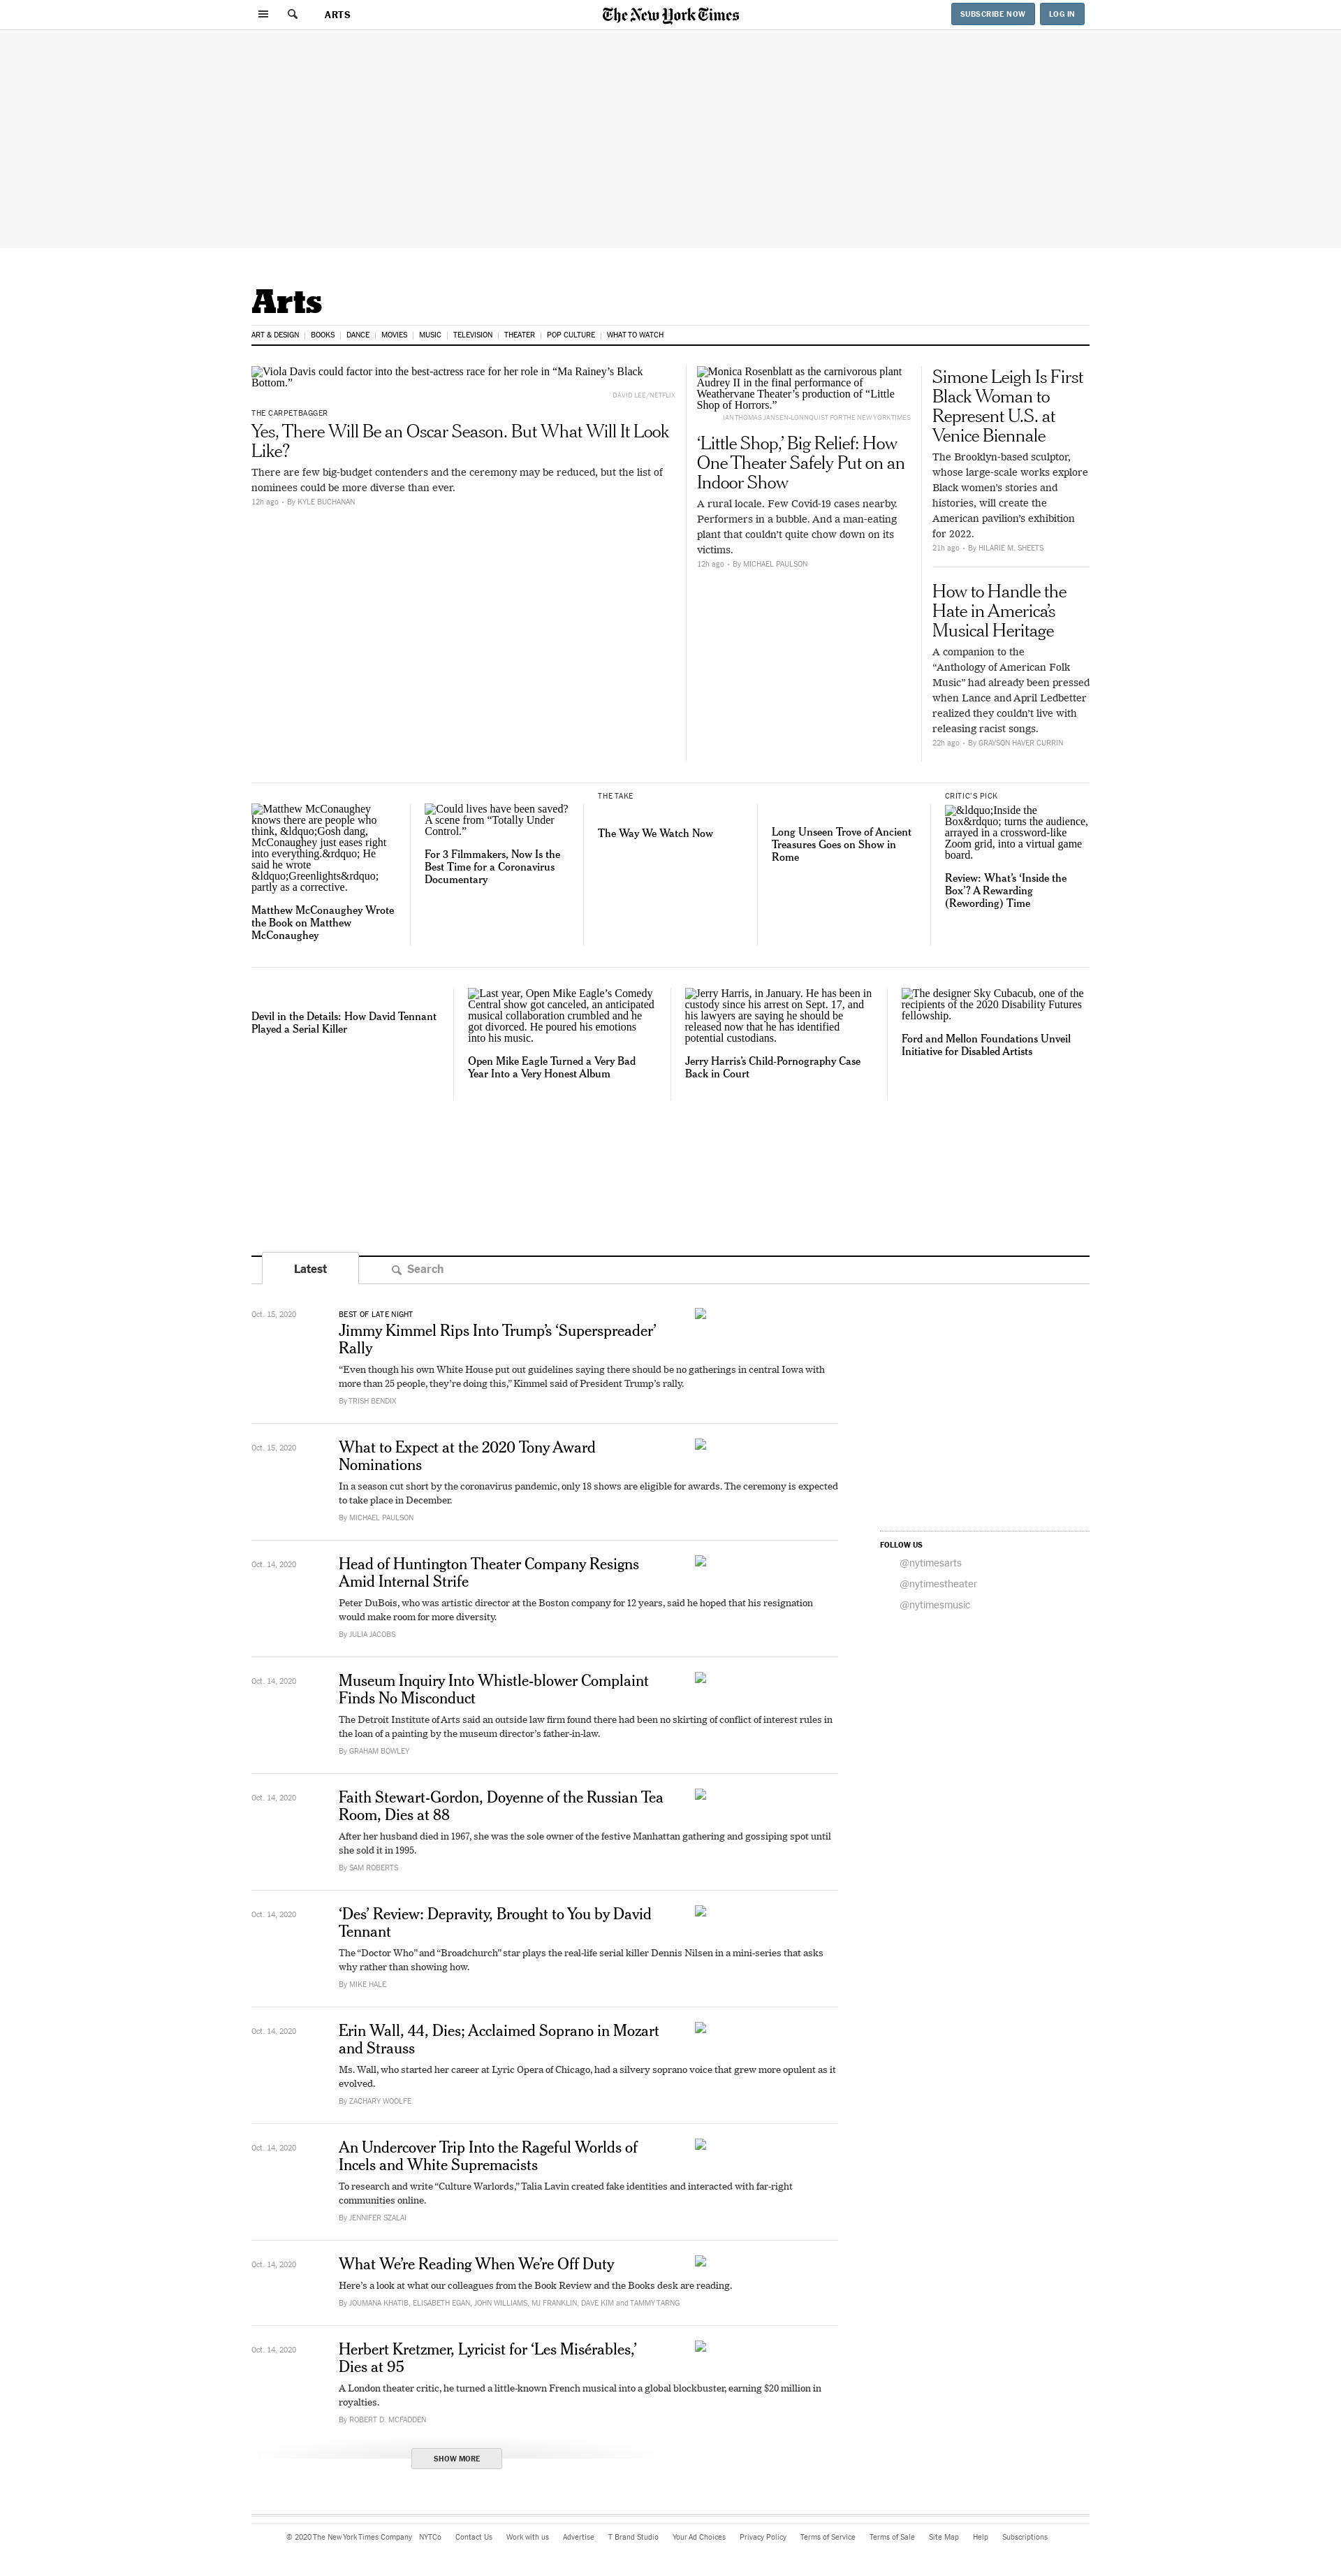 ARTS
The New York Times
SUBSCRIBE NOW
LOG IN
Arts
ART & DESIGN
BOOKS
DANCE
MOVIES
MUSIC
TELEVISION
THEATER
POP CULTURE
WHAT TO WATCH
Viola Davis could factor into the best-actress race for her role in “Ma Rainey’s Black
Bottom.”
DAVID LEE/NETFLIX
THE CARPETBAGGER
Yes, There Will Be an Oscar Season. But What Will It Look
Like?
There are few big-budget contenders and the ceremony may be reduced, but the list of
nominees could be more diverse than ever.
12h ago - By KYLE BUCHANAN
Monica Rosenblatt as the carnivorous plant
Audrey II in the final performance of
Weathervane Theater’s production of “Little
Shop of Horrors.”
IAN THOMAS JANSEN-LONNQUIST FOR THE NEW YORK TIMES
‘Little Shop,’ Big Relief: How
One Theater Safely Put on an
Indoor Show
A rural locale. Few Covid-19 cases nearby.
Performers in a bubble. And a man-eating
plant that couldn’t quite chow down on its
victims.
12h ago - By MICHAEL PAULSON
Simone Leigh Is First
Black Woman to
Represent U.S. at
Venice Biennale
The Brooklyn-based sculptor,
whose large-scale works explore
Black women’s stories and
histories, will create the
American pavilion’s exhibition
for 2022.
21h ago - By HILARIE M. SHEETS
How to Handle the
Hate in America’s
Musical Heritage
A companion to the
“Anthology of American Folk
Music” had already been pressed
when Lance and April Ledbetter
realized they couldn’t live with
releasing racist songs.
22h ago - By GRAYSON HAVER CURRIN
Matthew McConaughey
knows there are people who
think, &ldquo;Gosh dang,
McConaughey just eases right
into everything.&rdquo; He
said he wrote
&ldquo;Greenlights&rdquo;
partly as a corrective.
Matthew McConaughey Wrote
the Book on Matthew
McConaughey
Could lives have been saved?
A scene from “Totally Under
Control.”
For 3 Filmmakers, Now Is the
Best Time for a Coronavirus
Documentary
THE TAKE
The Way We Watch Now
Long Unseen Trove of Ancient
Treasures Goes on Show in
Rome
CRITIC’S PICK
&ldquo;Inside the
Box&rdquo; turns the audience,
arrayed in a crossword-like
Zoom grid, into a virtual game
board.
Review: What’s ‘Inside the
Box’? A Rewarding
(Rewording) Time
Devil in the Details: How David Tennant
Played a Serial Killer
Last year, Open Mike Eagle’s Comedy
Central show got canceled, an anticipated
musical collaboration crumbled and he
got divorced. He poured his emotions
into his music.
Open Mike Eagle Turned a Very Bad
Year Into a Very Honest Album
Jerry Harris, in January. He has been in
custody since his arrest on Sept. 17, and
his lawyers are saying he should be
released now that he has identified
potential custodians.
Jerry Harris’s Child-Pornography Case
Back in Court
The designer Sky Cubacub, one of the
recipients of the 2020 Disability Futures
fellowship.
Ford and Mellon Foundations Unveil
Initiative for Disabled Artists
Latest
Search
Oct. 15, 2020
BEST OF LATE NIGHT
Jimmy Kimmel Rips Into Trump’s ‘Superspreader’
Rally
“Even though his own White House put out guidelines saying there should be no gatherings in central Iowa with
more than 25 people, they’re doing this,” Kimmel said of President Trump’s rally.
By TRISH BENDIX
Oct. 15, 2020
What to Expect at the 2020 Tony Award
Nominations
In a season cut short by the coronavirus pandemic, only 18 shows are eligible for awards. The ceremony is expected
to take place in December.
By MICHAEL PAULSON
Oct. 14, 2020
Head of Huntington Theater Company Resigns
Amid Internal Strife
Peter DuBois, who was artistic director at the Boston company for 12 years, said he hoped that his resignation
would make room for more diversity.
By JULIA JACOBS
Oct. 14, 2020
Museum Inquiry Into Whistle-blower Complaint
Finds No Misconduct
The Detroit Institute of Arts said an outside law firm found there had been no skirting of conflict of interest rules in
the loan of a painting by the museum director’s father-in-law.
By GRAHAM BOWLEY
Oct. 14, 2020
Faith Stewart-Gordon, Doyenne of the Russian Tea
Room, Dies at 88
After her husband died in 1967, she was the sole owner of the festive Manhattan gathering and gossiping spot until
she sold it in 1995.
By SAM ROBERTS
Oct. 14, 2020
‘Des’ Review: Depravity, Brought to You by David
Tennant
The “Doctor Who” and “Broadchurch” star plays the real-life serial killer Dennis Nilsen in a mini-series that asks
why rather than showing how.
By MIKE HALE
Oct. 14, 2020
Erin Wall, 44, Dies; Acclaimed Soprano in Mozart
and Strauss
Ms. Wall, who started her career at Lyric Opera of Chicago, had a silvery soprano voice that grew more opulent as it
evolved.
By ZACHARY WOOLFE
Oct. 14, 2020
An Undercover Trip Into the Rageful Worlds of
Incels and White Supremacists
To research and write “Culture Warlords,” Talia Lavin created fake identities and interacted with far-right
communities online.
By JENNIFER SZALAI
Oct. 14, 2020
What We’re Reading When We’re Off Duty
Here’s a look at what our colleagues from the Book Review and the Books desk are reading.
By JOUMANA KHATIB, ELISABETH EGAN, JOHN WILLIAMS, MJ FRANKLIN, DAVE KIM and TAMMY TARNG
Oct. 14, 2020
Herbert Kretzmer, Lyricist for ‘Les Misérables,’
Dies at 95
A London theater critic, he turned a little-known French musical into a global blockbuster, earning $20 million in
royalties.
By ROBERT D. MCFADDEN
SHOW MORE
FOLLOW US
@nytimesarts
@nytimestheater
@nytimesmusic
© 2020 The New York Times Company
NYTCo
Contact Us
Work with us
Advertise
T Brand Studio
Your Ad Choices
Privacy Policy
Terms of Service
Terms of Sale
Site Map
Help
Subscriptions